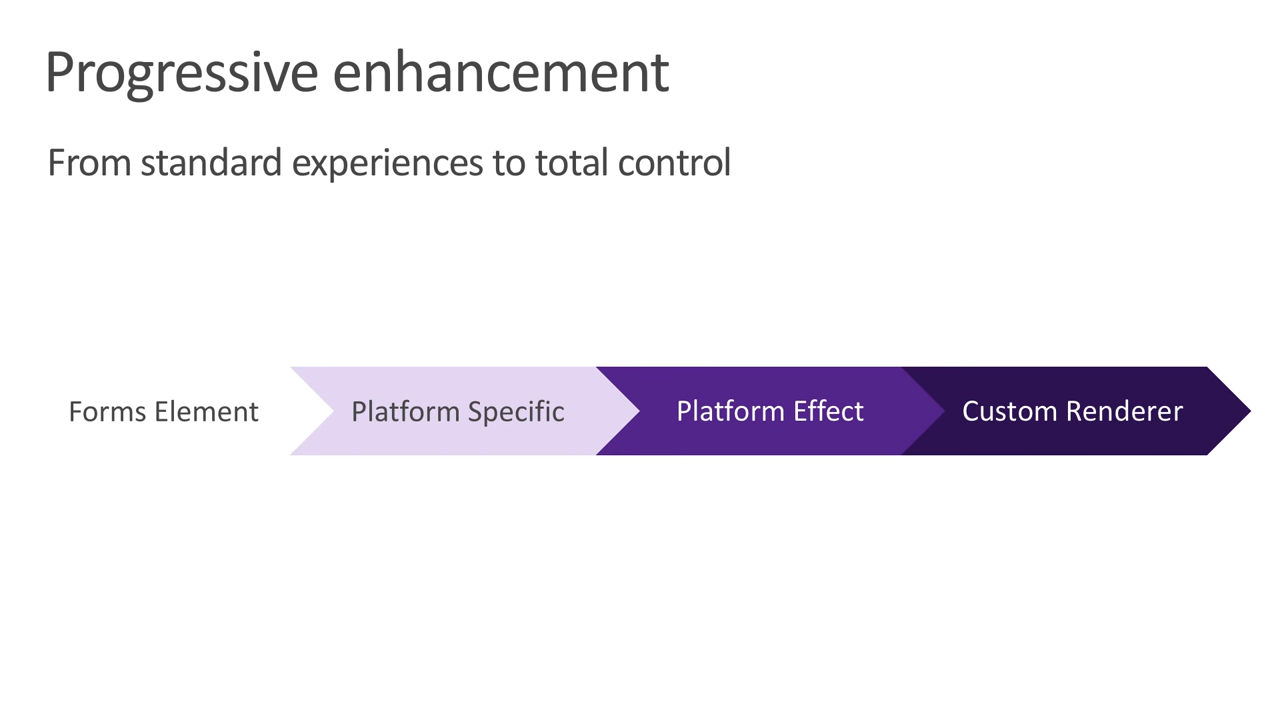 Progressive enhancement
From standard experiences to total control
Forms Element
Platform Specific
Platform Effect
Custom Renderer